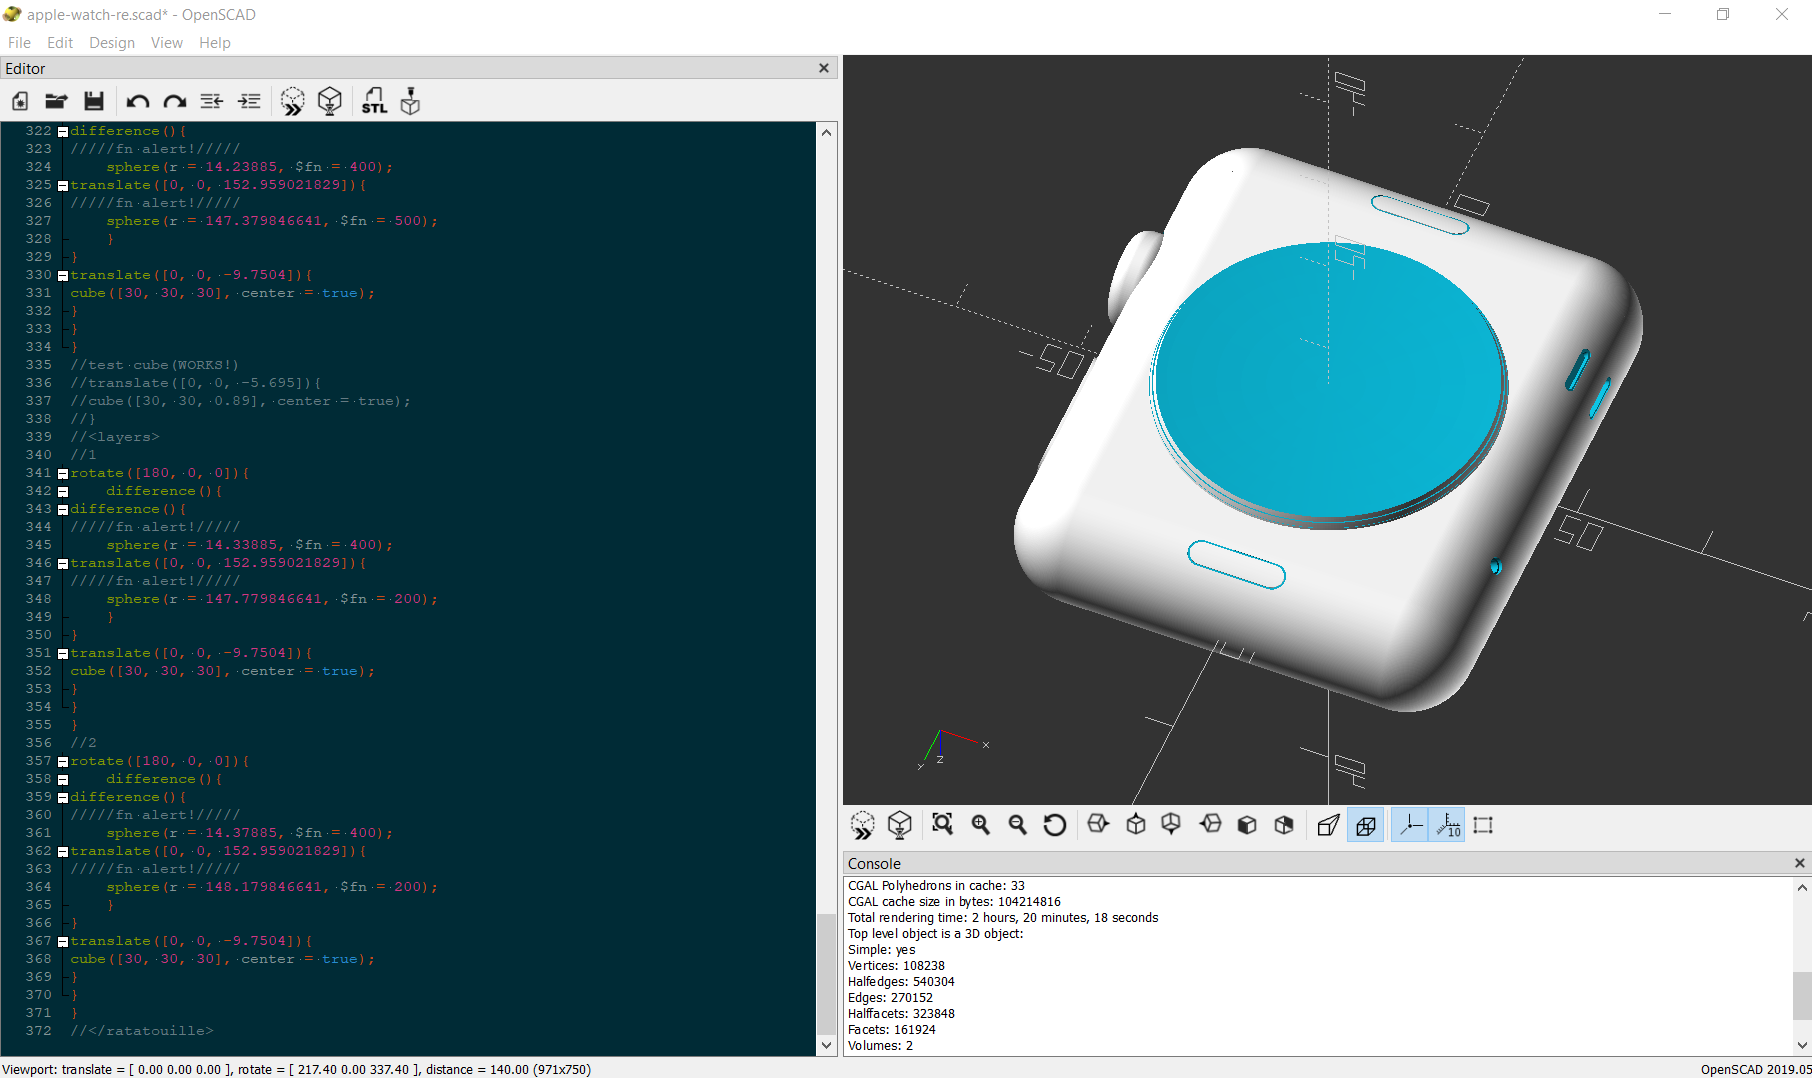 apple-watch-re.scad* - OpenSCAD
File Edit Design View Help
Editor
STL
322 difference(){
323 /////fn·alert!/////
324 sphere(r·=·14.23885,·$fn·=·400);
325 translate([0,·0,·152.959021829]){
326 /////fn·alert!/////
327 sphere(r·=·147.379846641,·$fn·=·500);
328 }
329 }
330 translate([0,·0,·-9.7504]){
331 cube([30,·30,·30],·center·=·true);
332 }
333 }
334 }
335 //test·cube(WORKS!)
336 //translate([0,·0,·-5.695]){
337 //cube([30,·30,·0.89],·center·=·true);
338 //}
339 //<layers>
340 //1
341 rotate([180,·0,·0]){
342 difference(){
343 difference(){
344 /////fn·alert!/////
345 sphere(r·=·14.33885,·$fn·=·400);
346 translate([0,·0,·152.959021829]){
347 /////fn·alert!/////
348 sphere(r·=·147.779846641,·$fn·=·200);
349 }
350 }
351 translate([0,·0,·-9.7504]){
352 cube([30,·30,·30],·center·=·true);
353 }
354 }
355 }
356 //2
357 rotate([180,·0,·0]){
358 difference(){
359 difference(){
360 /////fn·alert!/////
361 sphere(r·=·14.37885,·$fn·=·400);
362 translate([0,·0,·152.959021829]){
363 /////fn·alert!/////
364 sphere(r·=·148.179846641,·$fn·=·200);
365 }
366 }
367 translate([0,·0,·-9.7504]){
368 cube([30,·30,·30],·center·=·true);
369 }
370 }
371 }
372 //</ratatouille>
x
y
z
10
Console
CGAL Polyhedrons in cache: 33
CGAL cache size in bytes: 104214816
Total rendering time: 2 hours, 20 minutes, 18 seconds
Top level object is a 3D object:
Simple: yes
Vertices: 108238
Halfedges: 540304
Edges: 270152
Halffacets: 323848
Facets: 161924
Volumes: 2
Viewport: translate = [ 0.00 0.00 0.00 ], rotate = [ 217.40 0.00 337.40 ], distance = 140.00 (971x750)
OpenSCAD 2019.05